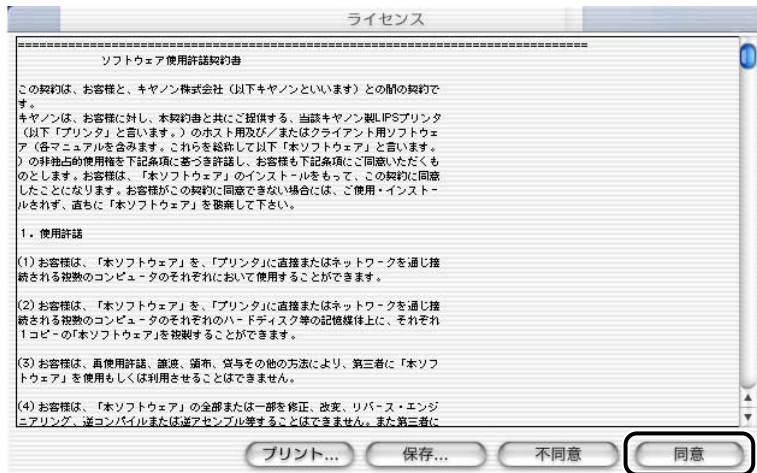 ライセンス
================================================================================
ソフトウェア使用許諾契約書
この契約は、お客様と、キヤノン株式会社（以下キヤノンといいます）との間の契約で
す。
キヤノンは、お客様に対し、本契約書と共にご提供する、当該キヤノン製LIPSプリンタ
（以下「プリンタ」と言います。）のホスト用及び／またはクライアント用ソフトウェ
ア（各マニュアルを含みます。これらを総称して以下「本ソフトウェア」と言います。
）の非独占的使用権を下記条項に基づき許諾し、お客様も下記条項にご同意いただくも
のとします。お客様は、「本ソフトウェア」のインストールをもって、この契約に同意
したことになります。お客様がこの契約に同意できない場合には、ご使用・インストー
ルされず、直ちに「本ソフトウェア」を破棄して下さい。
１．使用許諾
(1)お客様は、「本ソフトウェア」を、「プリンタ」に直接またはネットワークを通じ接
続される複数のコンピュータのそれぞれにおいて使用することができます。
(2)お客様は、「本ソフトウェア」を、「プリンタ」に直接またはネットワークを通じ接
続される複数のコンピュータのそれぞれのハードディスク等の記憶媒体上に、それぞれ
１コピーの「本ソフトウェア」を複製することができます。
(3)お客様は、再使用許諾、譲渡、頒布、貸与その他の方法により、第三者に「本ソフ
トウェア」を使用もしくは利用させることはできません。
(4)お客様は、「本ソフトウェア」の全部または一部を修正、改変、リバース・エンジ
ニアリング、逆コンパイルまたは逆アセンブル等することはできません。また第三者に
プリント... 保存... 不同意 同意